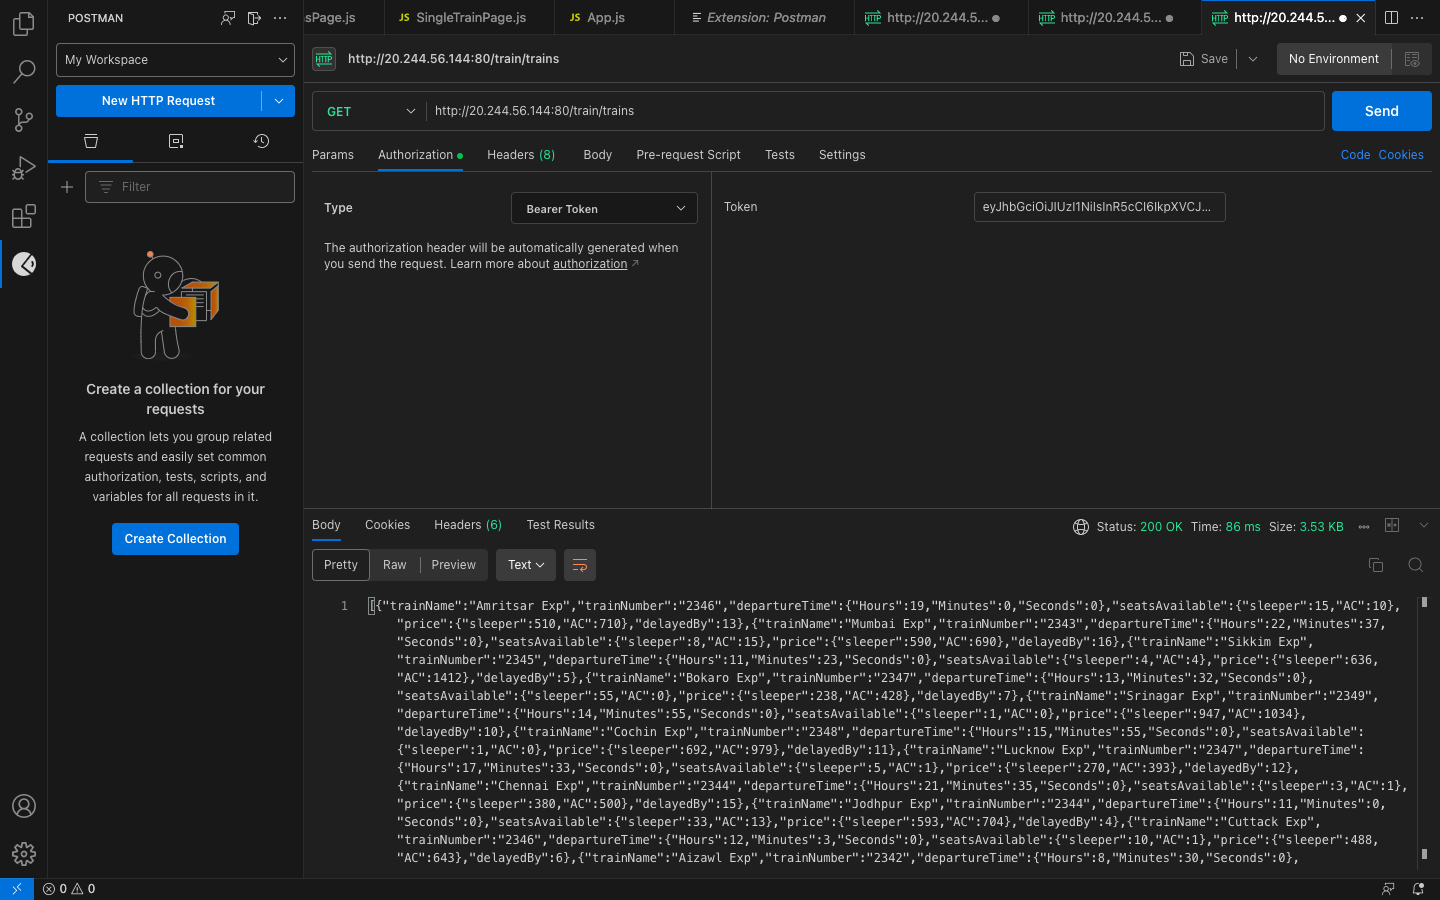 POSTMAN
sPage.js
JS SingleTrainPage.js
JS App.js
Extension: Postman
HTTP http://20.244.5...
HTTP http://20.244.5...
HTTP http://20.244.5...
My Workspace
HTTP http://20.244.56.144:80/train/trains
Save
No Environment
New HTTP Request
GET
http://20.244.56.144:80/train/trains
Send
Params
Authorization
Headers (8)
Body
Pre-request Script
Tests
Settings
Code
Cookies
Filter
Type
Bearer Token
Token
eyJhbGciOiJIUzI1NiIsInR5cCI6IkpXVCJ...
The authorization header will be automatically generated when
you send the request. Learn more about authorization
Create a collection for your
requests
A collection lets you group related
requests and easily set common
authorization, tests, scripts, and
variables for all requests in it.
Create Collection
Body
Cookies
Headers (6)
Test Results
Status: 200 OK
Time: 86 ms
Size: 3.53 KB
Pretty
Raw
Preview
Text
1
[{"trainName":"Amritsar Exp","trainNumber":"2346","departureTime":{"Hours":19,"Minutes":0,"Seconds":0},"seatsAvailable":{"sleeper":15,"AC":10},
"price":{"sleeper":510,"AC":710},"delayedBy":13},{"trainName":"Mumbai Exp","trainNumber":"2343","departureTime":{"Hours":22,"Minutes":37,
"Seconds":0},"seatsAvailable":{"sleeper":8,"AC":15},"price":{"sleeper":590,"AC":690},"delayedBy":16},{"trainName":"Sikkim Exp",
"trainNumber":"2345","departureTime":{"Hours":11,"Minutes":23,"Seconds":0},"seatsAvailable":{"sleeper":4,"AC":4},"price":{"sleeper":636,
"AC":1412},"delayedBy":5},{"trainName":"Bokaro Exp","trainNumber":"2347","departureTime":{"Hours":13,"Minutes":32,"Seconds":0},
"seatsAvailable":{"sleeper":55,"AC":0},"price":{"sleeper":238,"AC":428},"delayedBy":7},{"trainName":"Srinagar Exp","trainNumber":"2349",
"departureTime":{"Hours":14,"Minutes":55,"Seconds":0},"seatsAvailable":{"sleeper":1,"AC":0},"price":{"sleeper":947,"AC":1034},
"delayedBy":10},{"trainName":"Cochin Exp","trainNumber":"2348","departureTime":{"Hours":15,"Minutes":55,"Seconds":0},"seatsAvailable":
{"sleeper":1,"AC":0},"price":{"sleeper":692,"AC":979},"delayedBy":11},{"trainName":"Lucknow Exp","trainNumber":"2347","departureTime":
{"Hours":17,"Minutes":33,"Seconds":0},"seatsAvailable":{"sleeper":5,"AC":1},"price":{"sleeper":270,"AC":393},"delayedBy":12},
{"trainName":"Chennai Exp","trainNumber":"2344","departureTime":{"Hours":21,"Minutes":35,"Seconds":0},"seatsAvailable":{"sleeper":3,"AC":1},
"price":{"sleeper":380,"AC":500},"delayedBy":15},{"trainName":"Jodhpur Exp","trainNumber":"2344","departureTime":{"Hours":11,"Minutes":0,
"Seconds":0},"seatsAvailable":{"sleeper":33,"AC":13},"price":{"sleeper":593,"AC":704},"delayedBy":4},{"trainName":"Cuttack Exp",
"trainNumber":"2346","departureTime":{"Hours":12,"Minutes":3,"Seconds":0},"seatsAvailable":{"sleeper":10,"AC":1},"price":{"sleeper":488,
"AC":643},"delayedBy":6},{"trainName":"Aizawl Exp","trainNumber":"2342","departureTime":{"Hours":8,"Minutes":30,"Seconds":0},
0
0